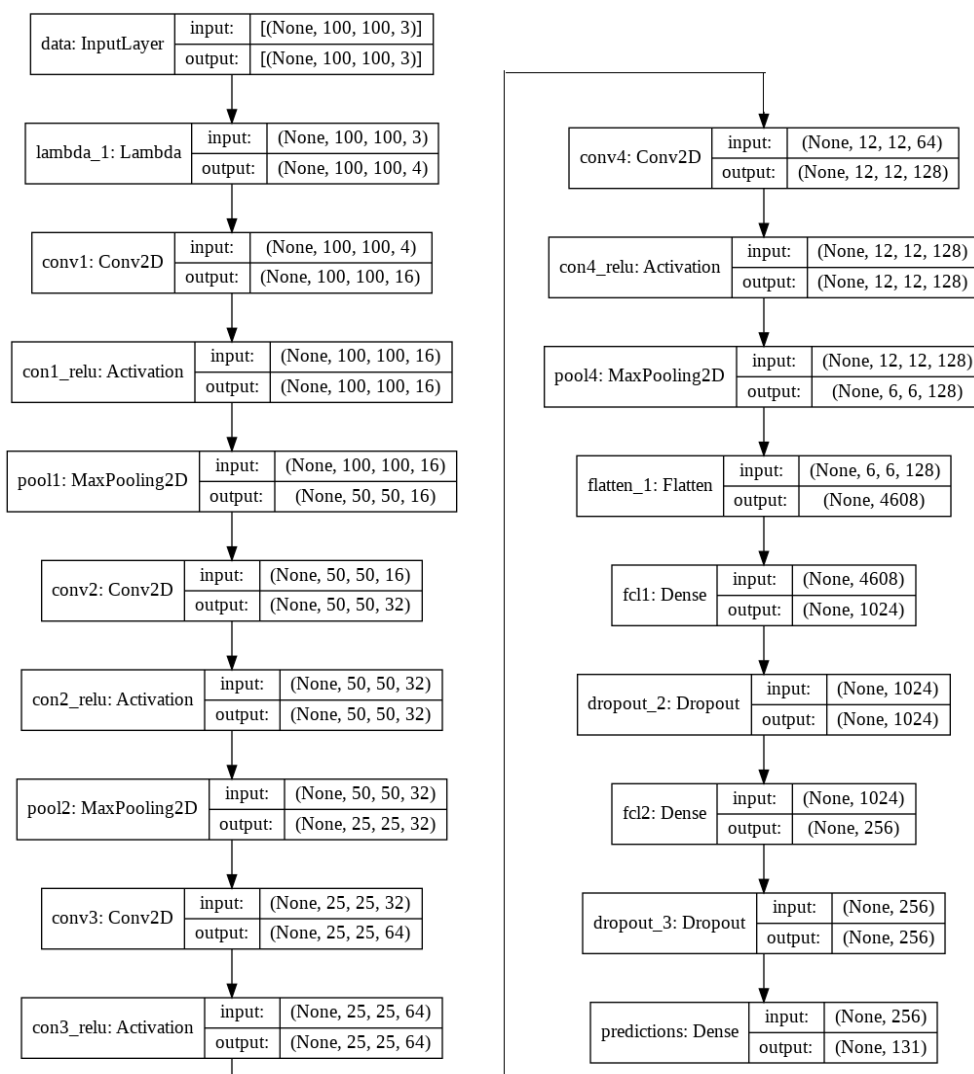 data: InputLayer
input: [(None, 100, 100, 3)]
output: [(None, 100, 100, 3)]
lambda_1: Lambda
input: (None, 100, 100, 3)
output: (None, 100, 100, 4)
conv1: Conv2D
input: (None, 100, 100, 4)
output: (None, 100, 100, 16)
con1_relu: Activation
input: (None, 100, 100, 16)
output: (None, 100, 100, 16)
pool1: MaxPooling2D
input: (None, 100, 100, 16)
output: (None, 50, 50, 16)
conv2: Conv2D
input: (None, 50, 50, 16)
output: (None, 50, 50, 32)
con2_relu: Activation
input: (None, 50, 50, 32)
output: (None, 50, 50, 32)
pool2: MaxPooling2D
input: (None, 50, 50, 32)
output: (None, 25, 25, 32)
conv3: Conv2D
input: (None, 25, 25, 32)
output: (None, 25, 25, 64)
con3_relu: Activation
input: (None, 25, 25, 64)
output: (None, 25, 25, 64)
conv4: Conv2D
input: (None, 12, 12, 64)
output: (None, 12, 12, 128)
con4_relu: Activation
input: (None, 12, 12, 128)
output: (None, 12, 12, 128)
pool4: MaxPooling2D
input: (None, 12, 12, 128)
output: (None, 6, 6, 128)
flatten_1: Flatten
input: (None, 6, 6, 128)
output: (None, 4608)
fcl1: Dense
input: (None, 4608)
output: (None, 1024)
dropout_2: Dropout
input: (None, 1024)
output: (None, 1024)
fcl2: Dense
input: (None, 1024)
output: (None, 256)
dropout_3: Dropout
input: (None, 256)
output: (None, 256)
predictions: Dense
input: (None, 256)
output: (None, 131)